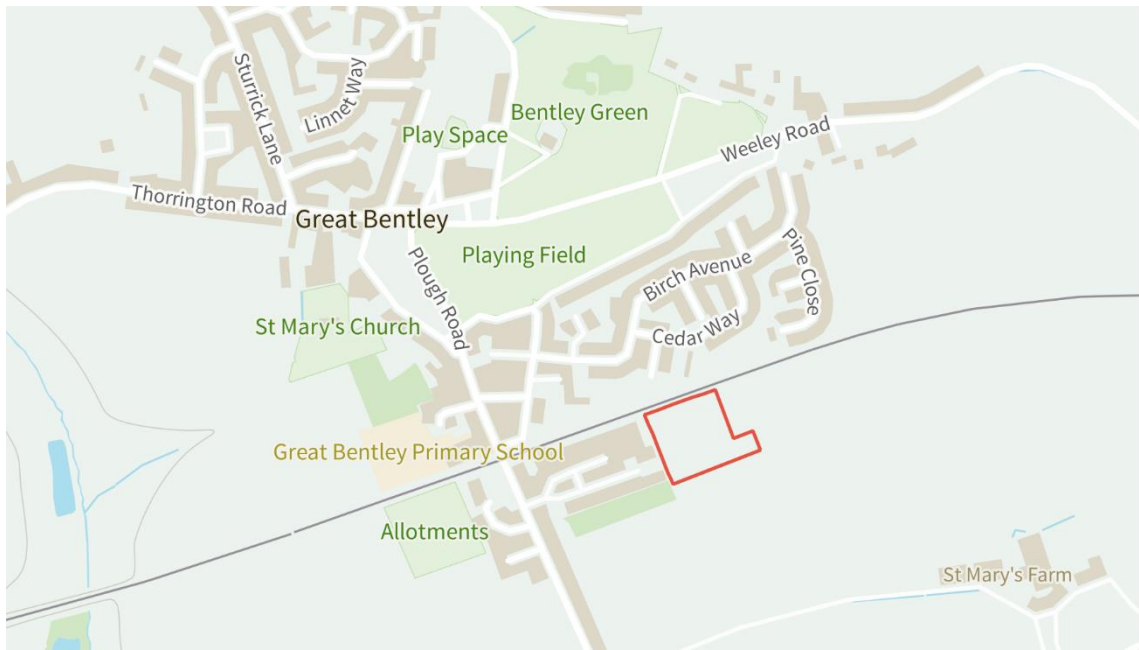 Sturrick Lane
Linnet Way
Bentley Green
Play Space
Weeley Road
Thorrington Road
Great Bentley
Playing Field
Plough Road
Birch Avenue
Pine Close
St Mary's Church
Cedar Way
Great Bentley Primary School
Allotments
St Mary's Farm